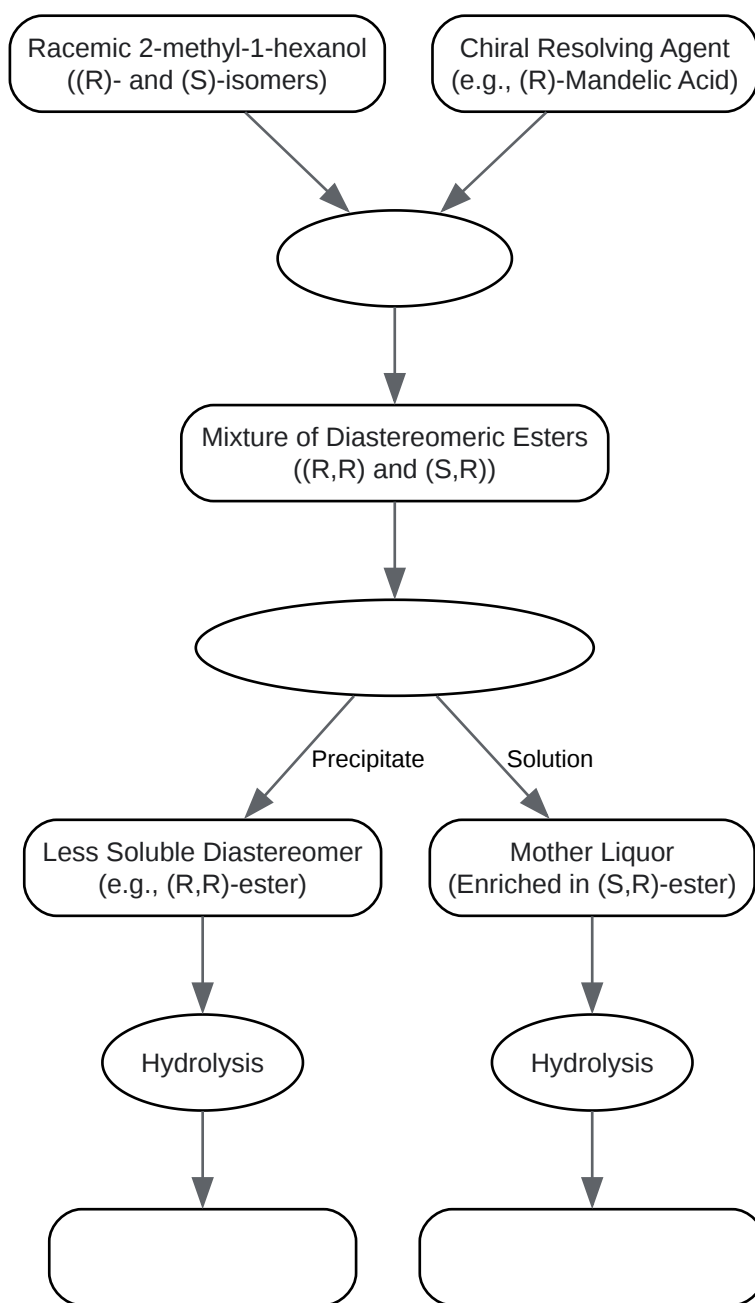 Racemic 2-methyl-1-hexanol
((R)- and (S)-isomers)
Chiral Resolving Agent
(e.g., (R)-Mandelic Acid)
Mixture of Diastereomeric Esters
((R,R) and (S,R))
Precipitate
Solution
Less Soluble Diastereomer
(e.g., (R,R)-ester)
Mother Liquor
(Enriched in (S,R)-ester)
Hydrolysis
Hydrolysis